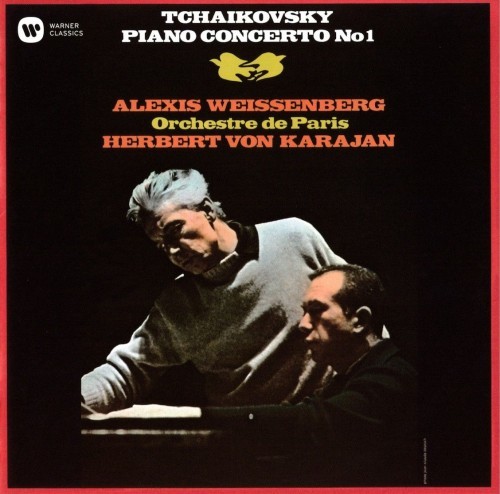 WARNER
CLASSICS
TCHAIKOVSKY
PIANO CONCERTO No1
ALEXIS WEISSENBERG
Orchestre de Paris
HERBERT VON KARAJAN